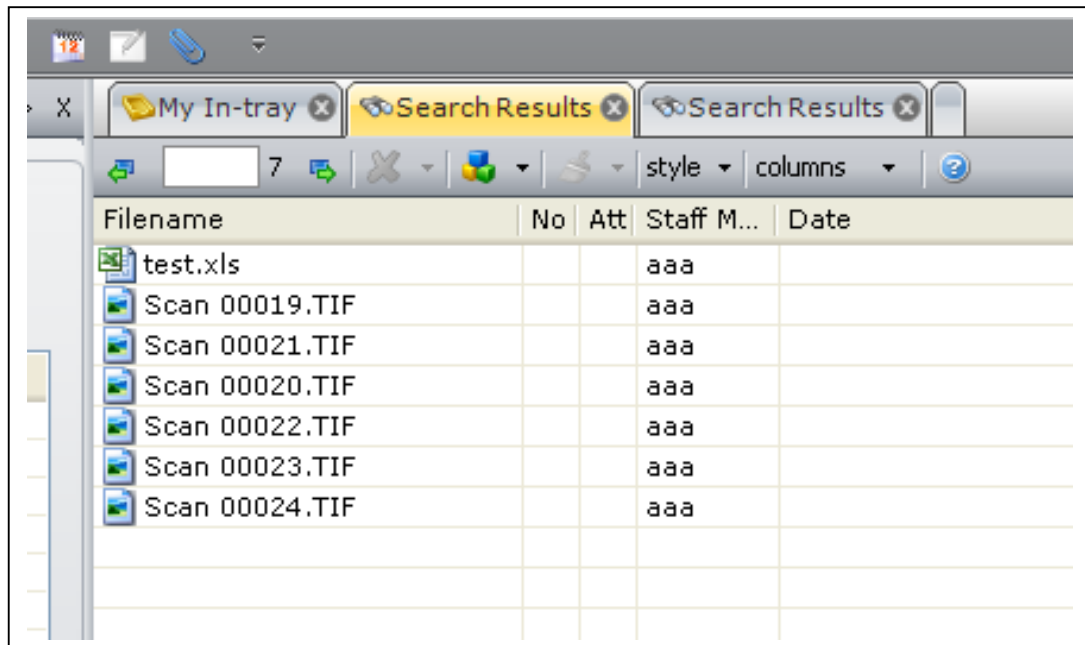 12
X My In-tray Search Results Search Results
7 style columns
Filename No Att Staff M... Date
test.xls aaa
Scan 00019.TIF aaa
Scan 00021.TIF aaa
Scan 00020.TIF aaa
Scan 00022.TIF aaa
Scan 00023.TIF aaa
Scan 00024.TIF aaa